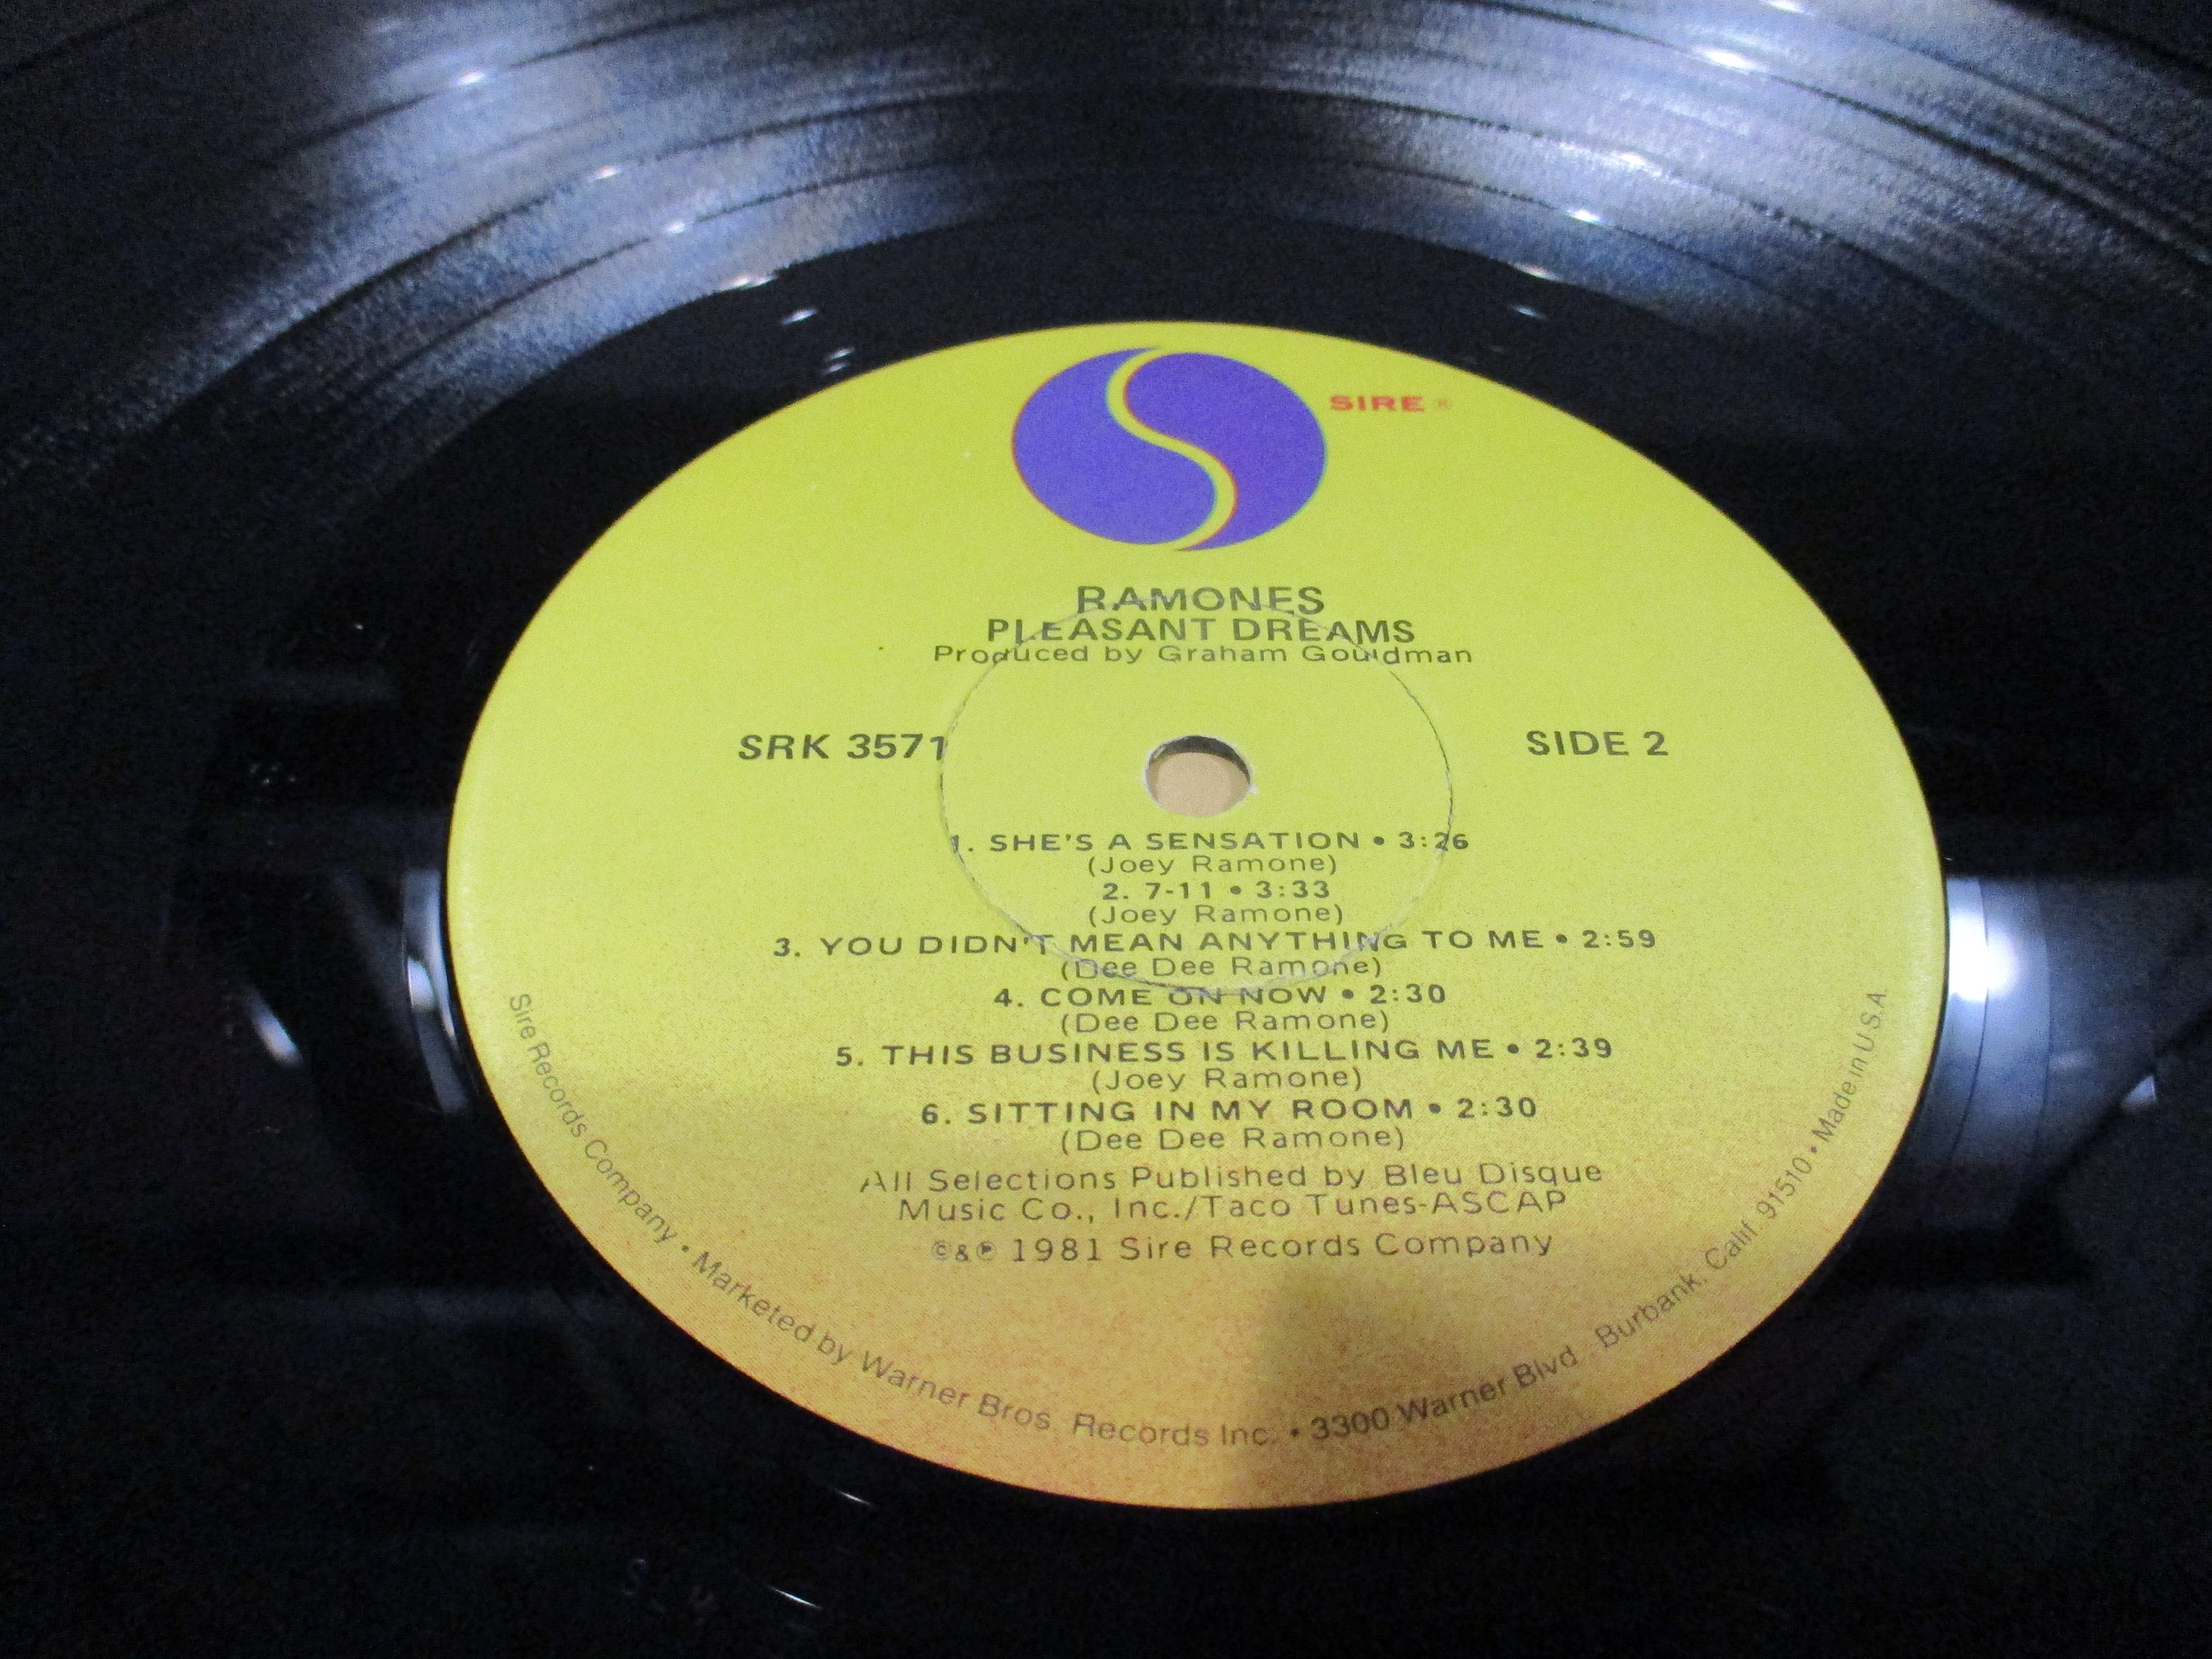 SIRE ®
RAMONES
PLEASANT DREAMS
Produced by Graham Gouldman
SRK 3571
SIDE 2
1. SHE'S A SENSATION • 3:26
(Joey Ramone)
2. 7-11 • 3:33
(Joey Ramone)
3. YOU DIDN'T MEAN ANYTHING TO ME • 2:59
(Dee Dee Ramone)
4. COME ON NOW • 2:30
(Dee Dee Ramone)
5. THIS BUSINESS IS KILLING ME • 2:39
(Joey Ramone)
6. SITTING IN MY ROOM • 2:30
(Dee Dee Ramone)
All Selections Published by Bleu Disque
Music Co., Inc./Taco Tunes-ASCAP
©&℗ 1981 Sire Records Company
Sire Records Company • Marketed by Warner Bros. Records Inc. • 3300 Warner Blvd. Burbank, Calif. 91510 • Made in U.S.A.